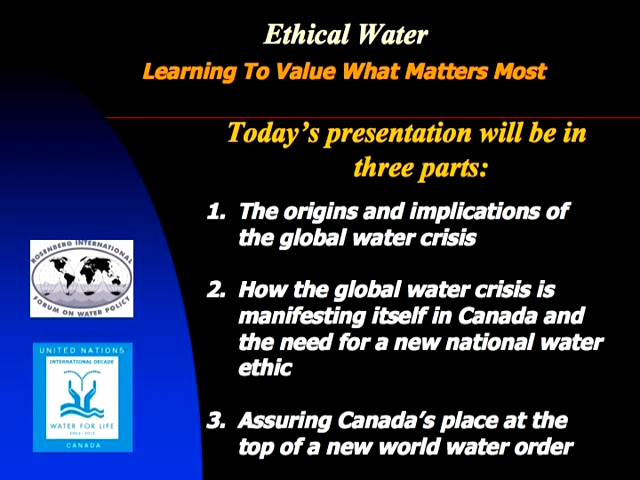 Ethical Water
Learning To Value What Matters Most
Today's presentation will be in
three parts:
1. The origins and implications of
the global water crisis
2. How the global water crisis is
manifesting itself in Canada and
the need for a new national water
ethic
3. Assuring Canada's place at the
top of a new world water order
ROSENBERG INTERNATIONAL
FORUM ON WATER POLICY
UNITED NATIONS
INTERNATIONAL DECADE
WATER FOR LIFE
CANADA